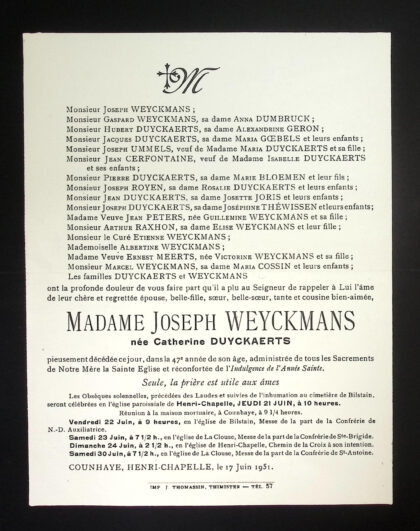 M
Monsieur Joseph WEYCKMANS ;
Monsieur Gaspard WEYCKMANS, sa dame Anna DUMBRUCK ;
Monsieur Hubert DUYCKAERTS, sa dame Alexandrine GERON ;
Monsieur Jacques DUYCKAERTS, sa dame Maria GŒBELS et leurs enfants ;
Monsieur Joseph UMMELS, veuf de Madame Maria DUYCKAERTS et sa fille ;
Monsieur Jean CERFONTAINE, veuf de Madame Isabelle DUYCKAERTS
et ses enfants ;
Monsieur Pierre DUYCKAERTS, sa dame Marie BLOEMEN et leur fils ;
Monsieur Joseph ROYEN, sa dame Rosalie DUYCKAERTS et leurs enfants ;
Monsieur Jean DUYCKAERTS, sa dame Josette JORIS et leurs enfants ;
Monsieur Joseph DUYCKAERTS, sa dame Joséphine THÉWISSEN et leurs enfants ;
Madame Veuve Jean PETERS, née Guillemine WEYCKMANS et sa fille ;
Monsieur Arthur RAXHON, sa dame Elise WEYCKMANS et leur fille ;
Monsieur le Curé Etienne WEYCKMANS ;
Mademoiselle Albertine WEYCKMANS ;
Madame Veuve Ernest MEERTS, née Victorine WEYCKMANS et sa fille ;
Monsieur Marcel WEYCKMANS, sa dame Maria COSSIN et leurs enfants ;
Les familles DUYCKAERTS et WEYCKMANS
ont la profonde douleur de vous faire part qu'il a plu au Seigneur de rappeler à Lui l'âme
de leur chère et regrettée épouse, belle-fille, sœur, belle-sœur, tante et cousine bien-aimée,
MADAME JOSEPH WEYCKMANS
née Catherine DUYCKAERTS
pieusement décédée ce jour, dans la 47e année de son âge, administrée de tous les Sacrements
de Notre Mère la Sainte Eglise et réconfortée de l'Indulgence de l'Année Sainte.
Seule, la prière est utile aux âmes
Les Obsèques solennelles, précédées des Laudes et suivies de l'inhumation au cimetière de Bilstain,
seront célébrées en l'église paroissiale de Henri-Chapelle, JEUDI 21 JUIN, à 10 heures.
Réunion à la maison mortuaire, à Counhaye, à 9 1/4 heures.
Vendredi 22 Juin, à 9 heures, en l'église de Bilstain, Messe de la part de la Confrérie de
N.-D. Auxiliatrice.
Samedi 23 Juin, à 7 1/2 h., en l'église de La Clouse, Messe de la part de la Confrérie de Ste-Brigide.
Dimanche 24 Juin, à 2 h., en l'église de Henri-Chapelle, Chemin de la Croix à son intention.
Samedi 30 Juin, à 7 1/2 h., en l'église de La Clouse, Messe de la part de la Confrérie de St-Antoine.
COUNHAYE, HENRI-CHAPELLE, le 17 Juin 1951.
IMP J THOMASSIN, THIMISTER — TÉL. 57